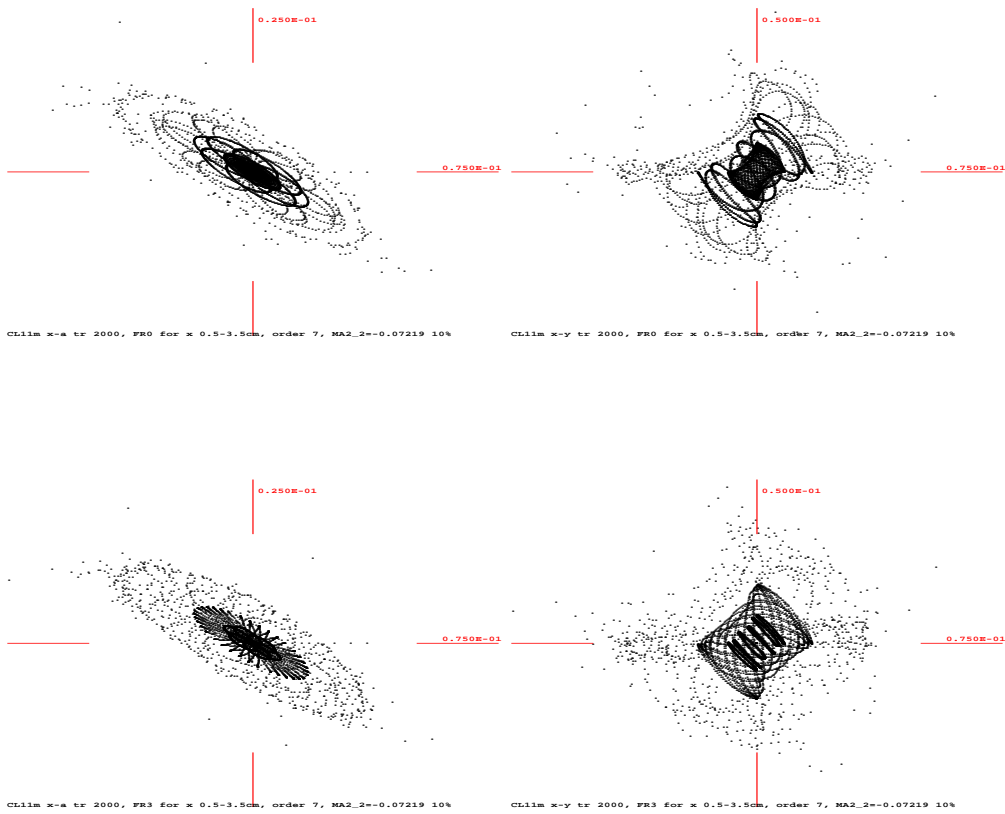 0.250E-01
0.500E-01
0.750E-01
0.750E-01
CL11m x-a tr 2000, FR0 for x 0.5-3.5cm, order 7, MA2_2=-0.07219 10%
CL11m x-y tr 2000, FR0 for x 0.5-3.5cm, order 7, MA2_2=-0.07219 10%
0.250E-01
0.500E-01
0.750E-01
0.750E-01
CL11m x-a tr 2000, FR3 for x 0.5-3.5cm, order 7, MA2_2=-0.07219 10%
CL11m x-y tr 2000, FR3 for x 0.5-3.5cm, order 7, MA2_2=-0.07219 10%